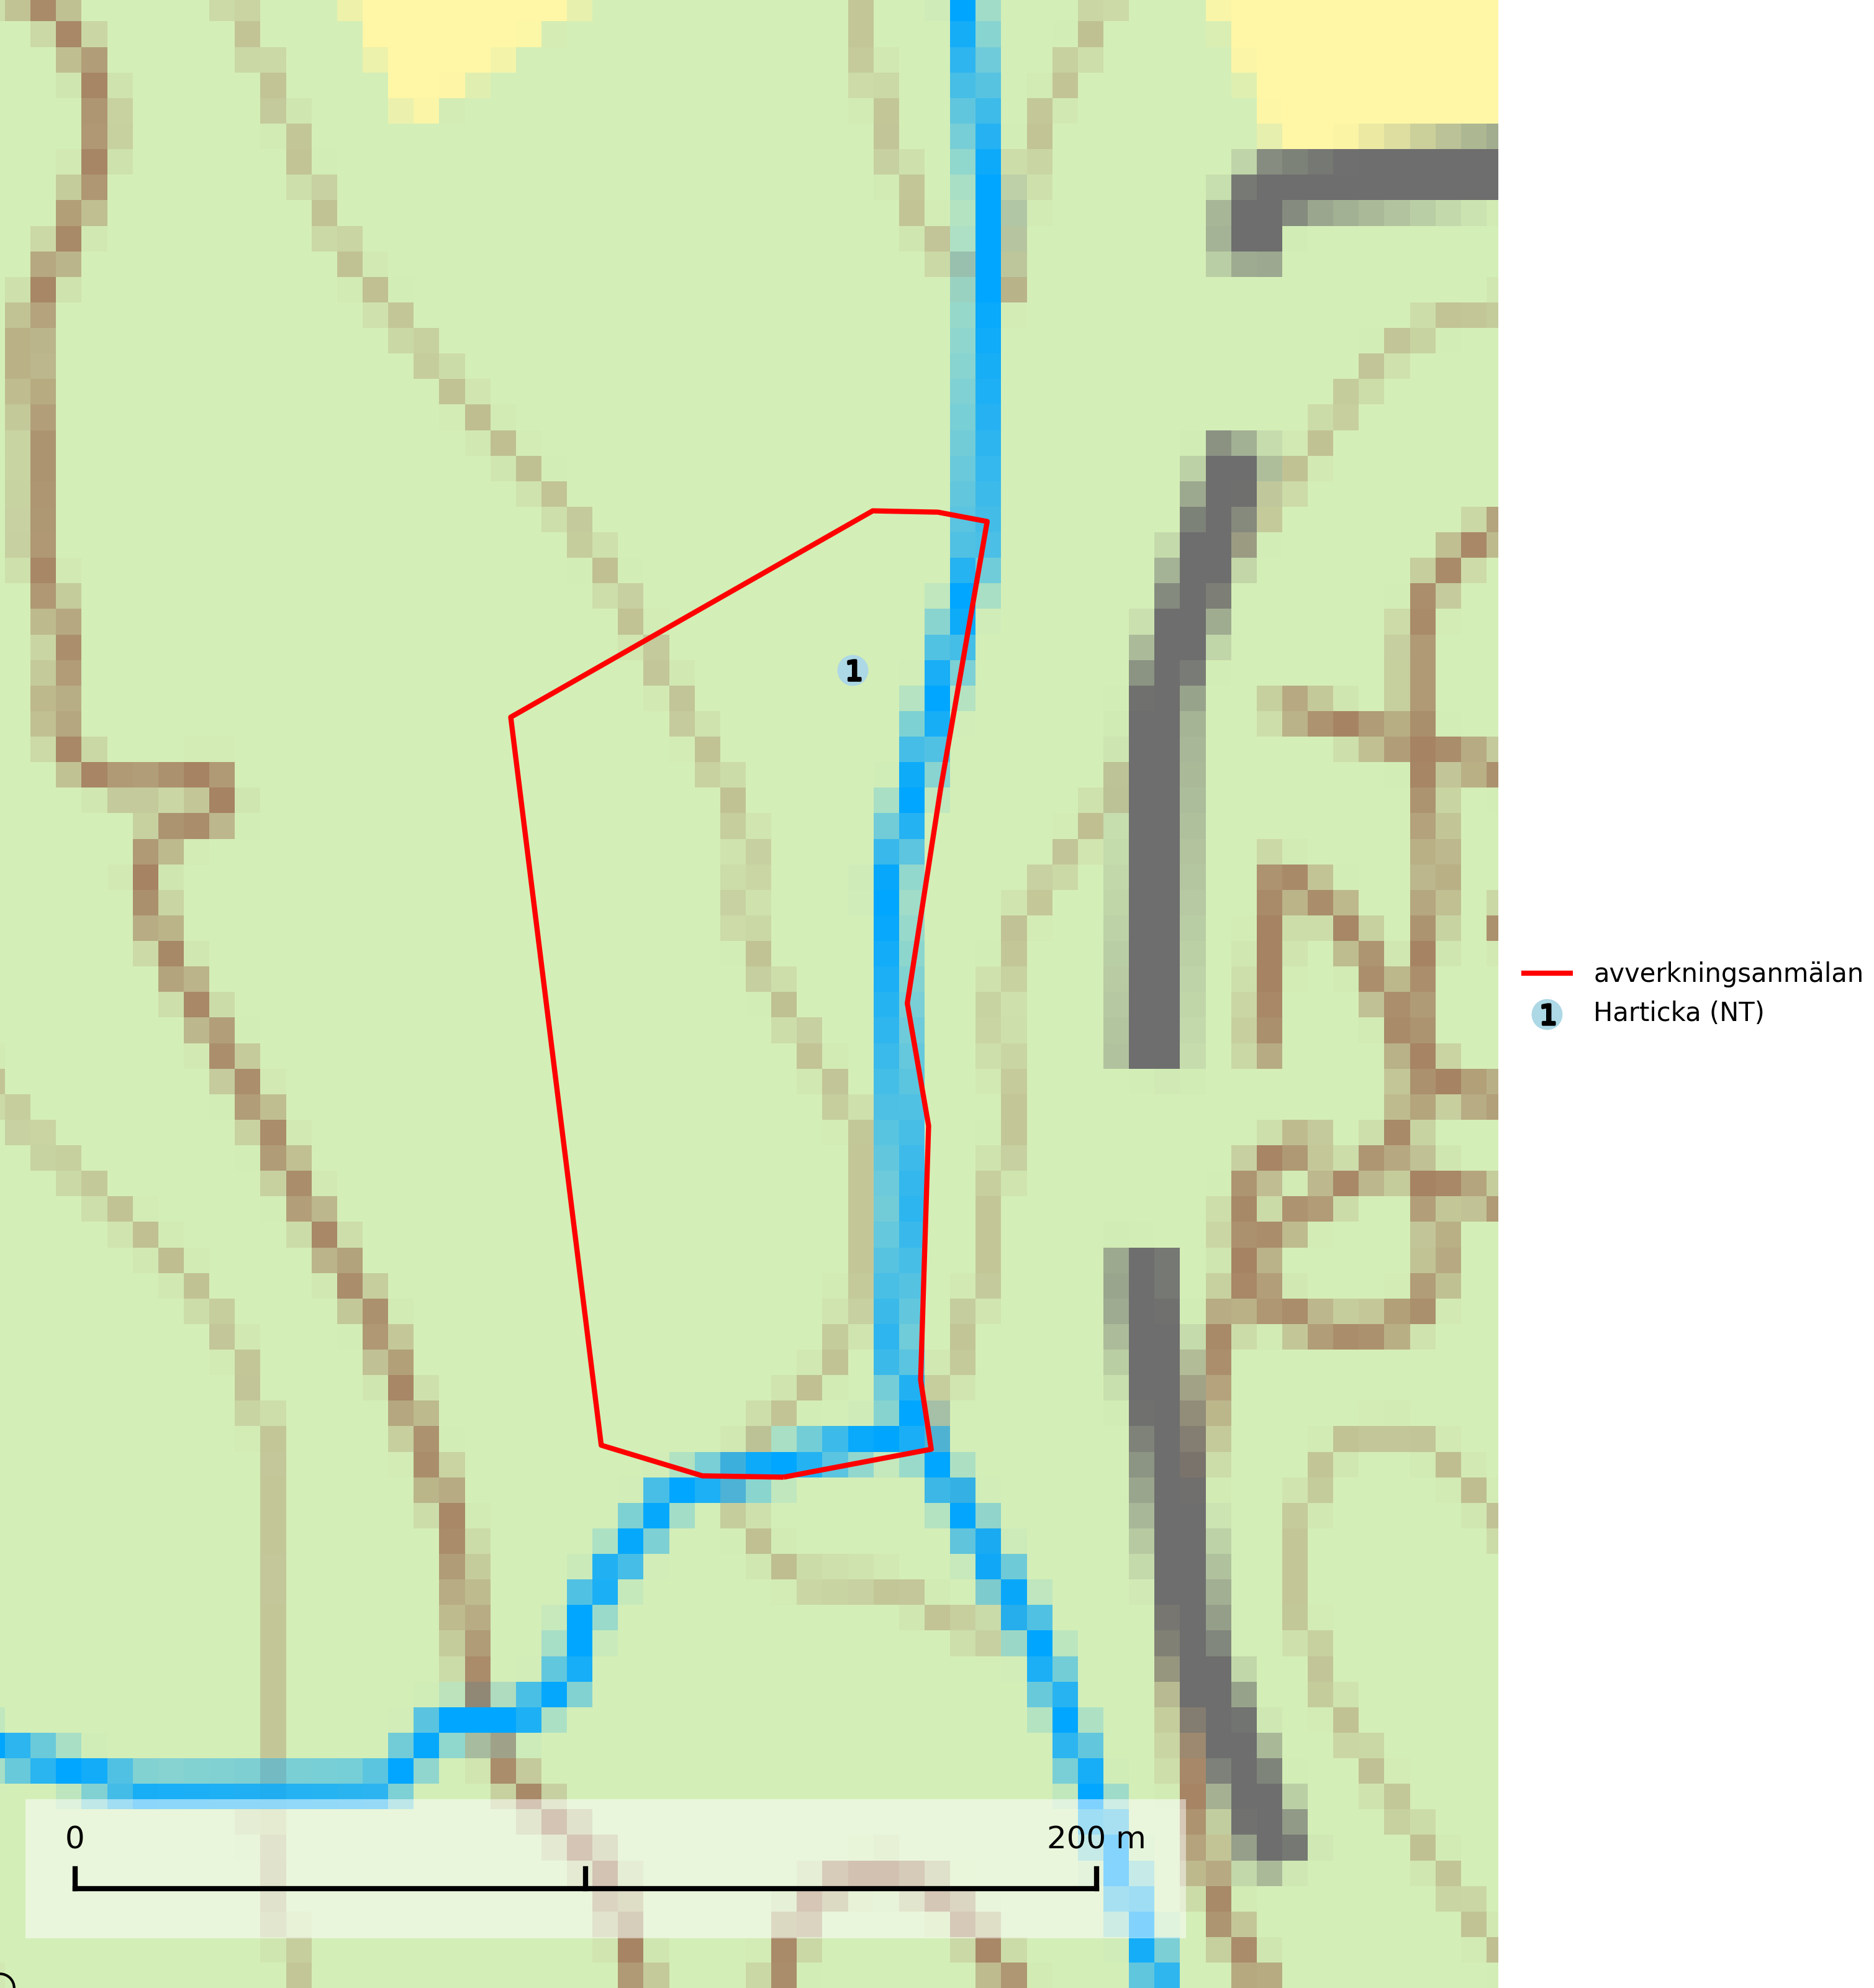 1
avverkningsanmälan
1 Harticka (NT)
0 200 m